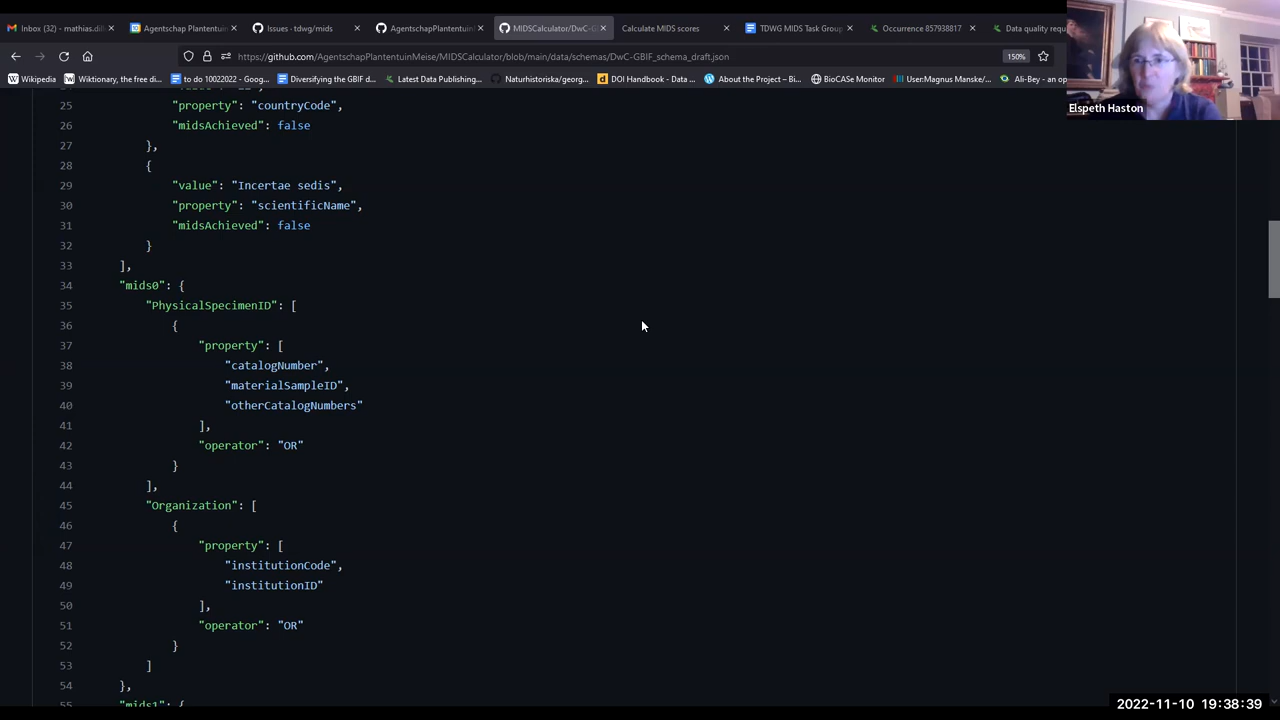 Inbox (32) - mathias.dil
Agentschap Plantentuin
Issues · tdwg/mids
AgentschapPlantentuin
MIDSCalculator/DwC-G
Calculate MIDS scores
TDWG MIDS Task Group
Occurrence 857938817
Data quality requ
https://github.com/AgentschapPlantentuinMeise/MIDSCalculator/blob/main/data/schemas/DwC-GBIF_schema_draft.json
150%
Wikipedia
Wiktionary, the free di...
to do 10022022 - Goog...
Diversifying the GBIF d...
Latest Data Publishing...
Naturhistoriska/georg...
DOI Handbook - Data ...
About the Project – Bi...
BioCASe Monitor
User:Magnus Manske/...
Ali-Bey - an op
Elspeth Haston
25 "property": "countryCode",
26 "midsAchieved": false
27 },
28 {
29 "value": "Incertae sedis",
30 "property": "scientificName",
31 "midsAchieved": false
32 }
33 ],
34 "mids0": {
35 "PhysicalSpecimenID": [
36 {
37 "property": [
38 "catalogNumber",
39 "materialSampleID",
40 "otherCatalogNumbers"
41 ],
42 "operator": "OR"
43 }
44 ],
45 "Organization": [
46 {
47 "property": [
48 "institutionCode",
49 "institutionID"
50 ],
51 "operator": "OR"
52 }
53 ]
54 },
55 "mids1": {
2022-11-10 19:38:39